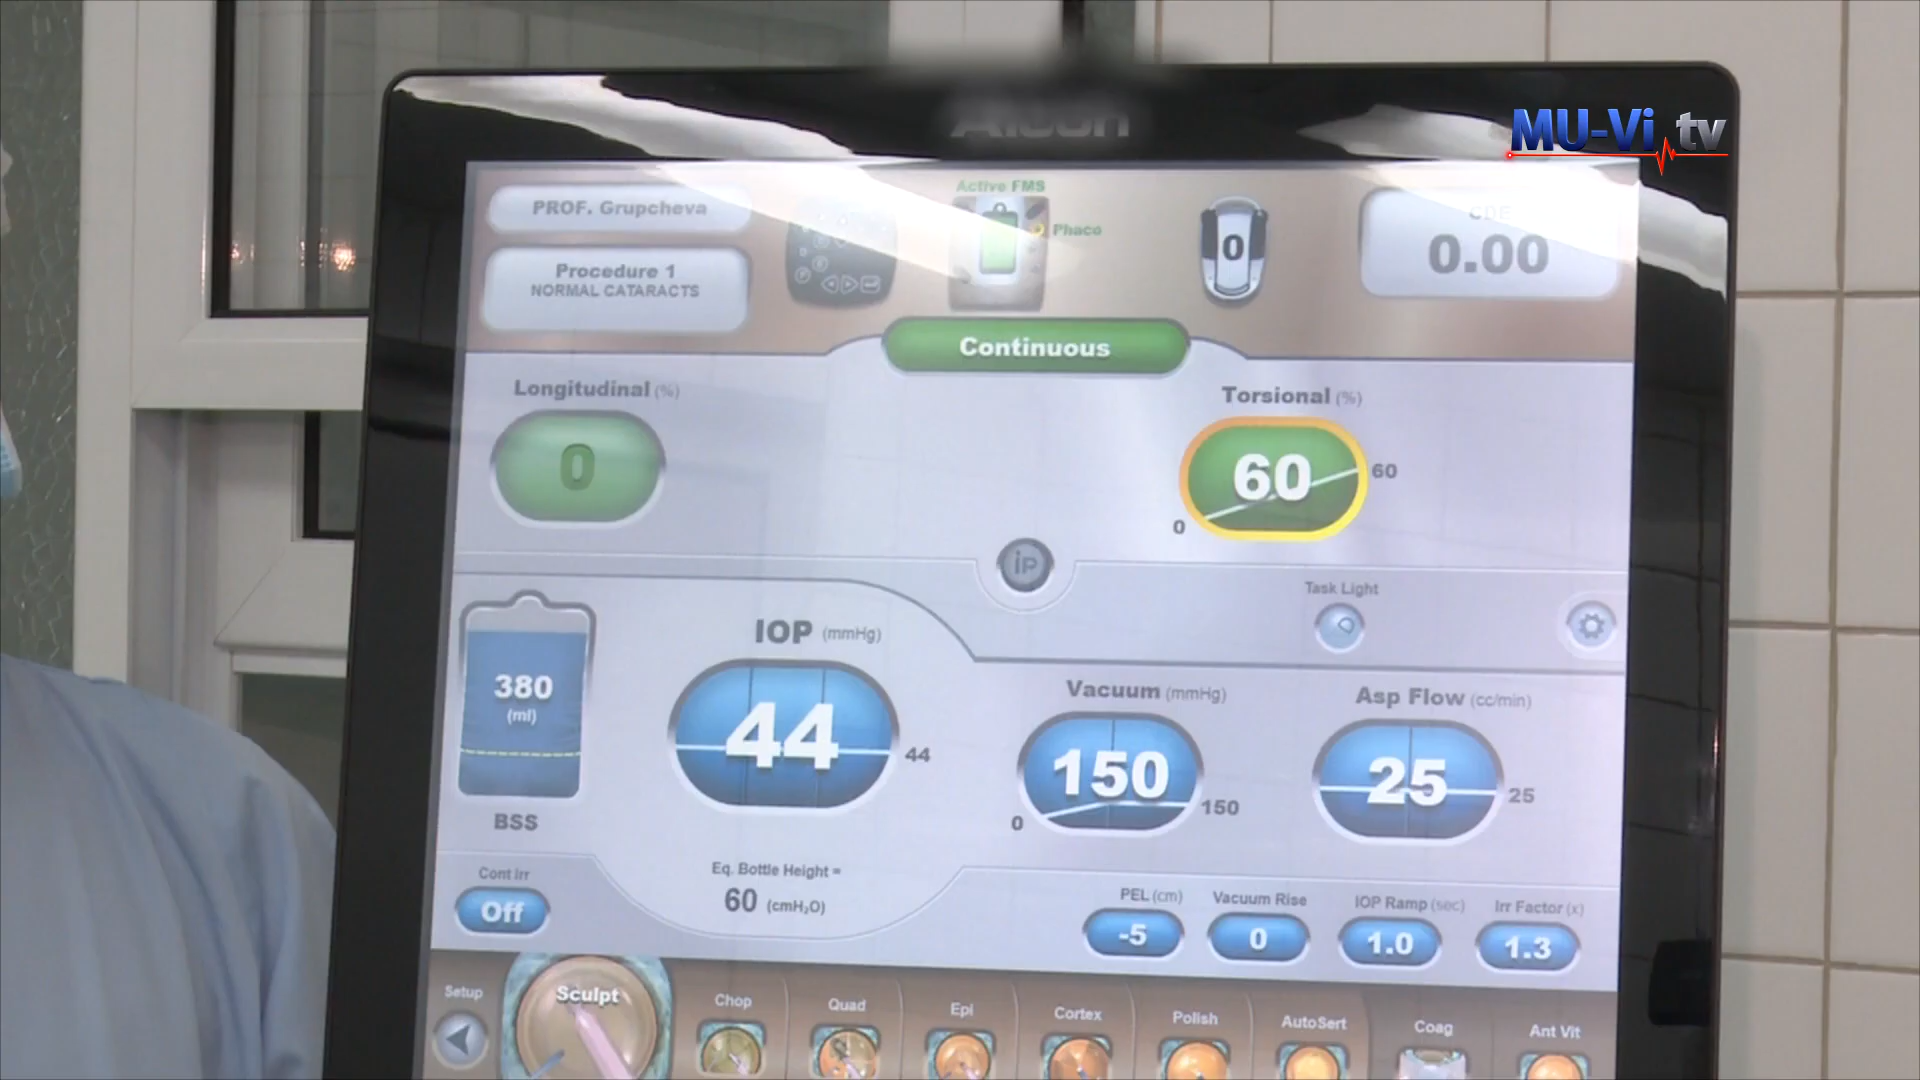 Alcon
MU-Vi.tv
PROF. Grupcheva
Procedure 1
NORMAL CATARACTS
Active FMS
Phaco
0
CDE
0.00
Continuous
Longitudinal (%)
0
Torsional (%)
60
60
0
iP
Task Light
380
(ml)
BSS
IOP (mmHg)
44
44
Vacuum (mmHg)
150
0
150
Asp Flow (cc/min)
25
25
Eq. Bottle Height =
60 (cmH₂O)
Cont Irr
Off
PEL (cm)
-5
Vacuum Rise
0
IOP Ramp (sec)
1.0
Irr Factor (x)
1.3
Setup
Sculpt
Chop
Quad
Epi
Cortex
Polish
AutoSert
Coag
Ant Vit